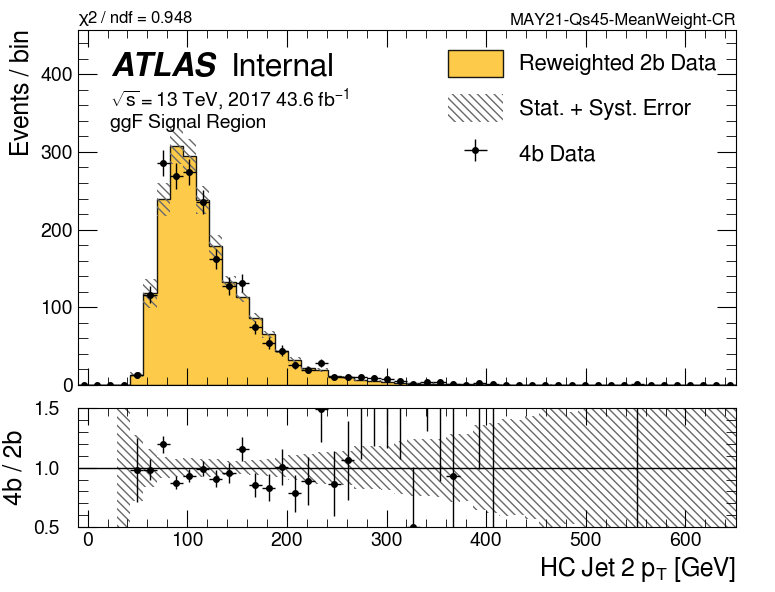 χ2 / ndf = 0.948
MAY21-Qs45-MeanWeight-CR
Events / bin
ATLAS Internal
√s = 13 TeV, 2017 43.6 fb⁻¹
ggF Signal Region
Reweighted 2b Data
Stat. + Syst. Error
4b Data
400
300
200
100
0
4b / 2b
1.5
1.0
0.5
0 100 200 300 400 500 600
HC Jet 2 p_T [GeV]